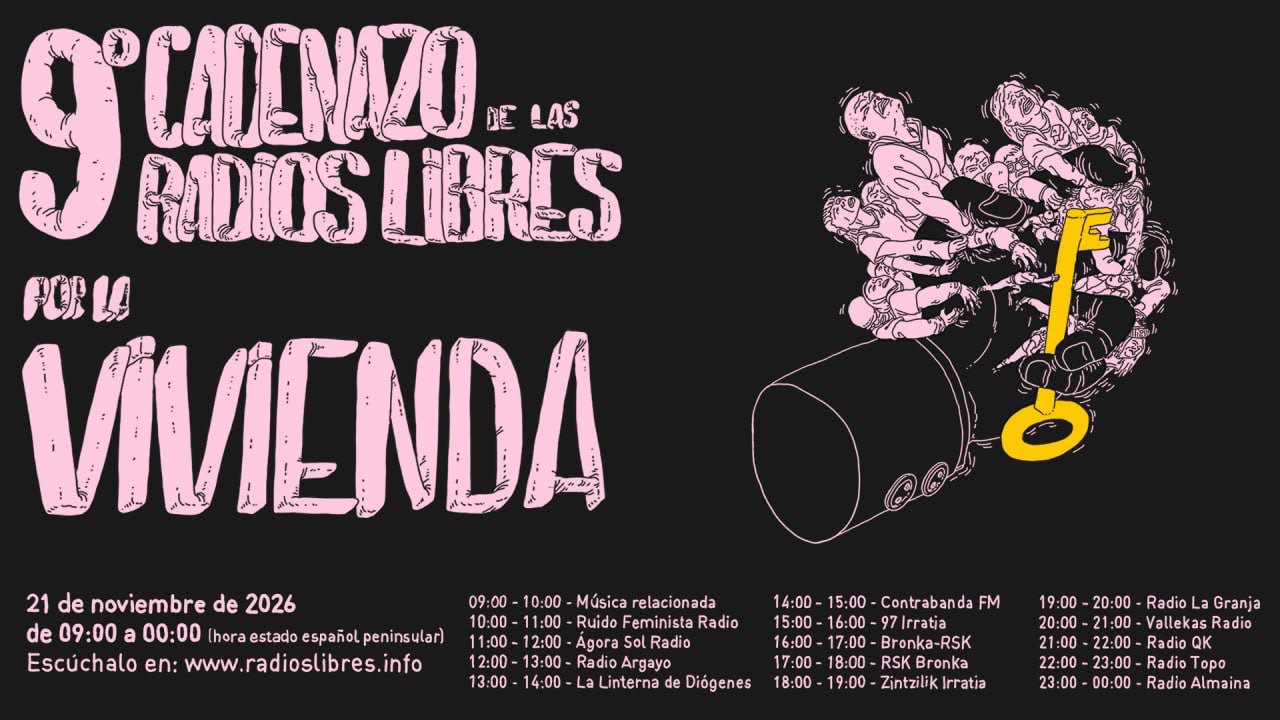 9º CADENAZO DE LAS
RADIOS LIBRES
POR LA
VIVIENDA
21 de noviembre de 2026
de 09:00 a 00:00 (hora estado español peninsular)
Escúchalo en: www.radioslibres.info
09:00 - 10:00 - Música relacionada
10:00 - 11:00 - Ruido Feminista Radio
11:00 - 12:00 - Ágora Sol Radio
12:00 - 13:00 - Radio Argayo
13:00 - 14:00 - La Linterna de Diógenes
14:00 - 15:00 - Contrabanda FM
15:00 - 16:00 - 97 Irratia
16:00 - 17:00 - Bronka-RSK
17:00 - 18:00 - RSK Bronka
18:00 - 19:00 - Zintzilik Irratia
19:00 - 20:00 - Radio La Granja
20:00 - 21:00 - Vallekas Radio
21:00 - 22:00 - Radio QK
22:00 - 23:00 - Radio Topo
23:00 - 00:00 - Radio Almaina